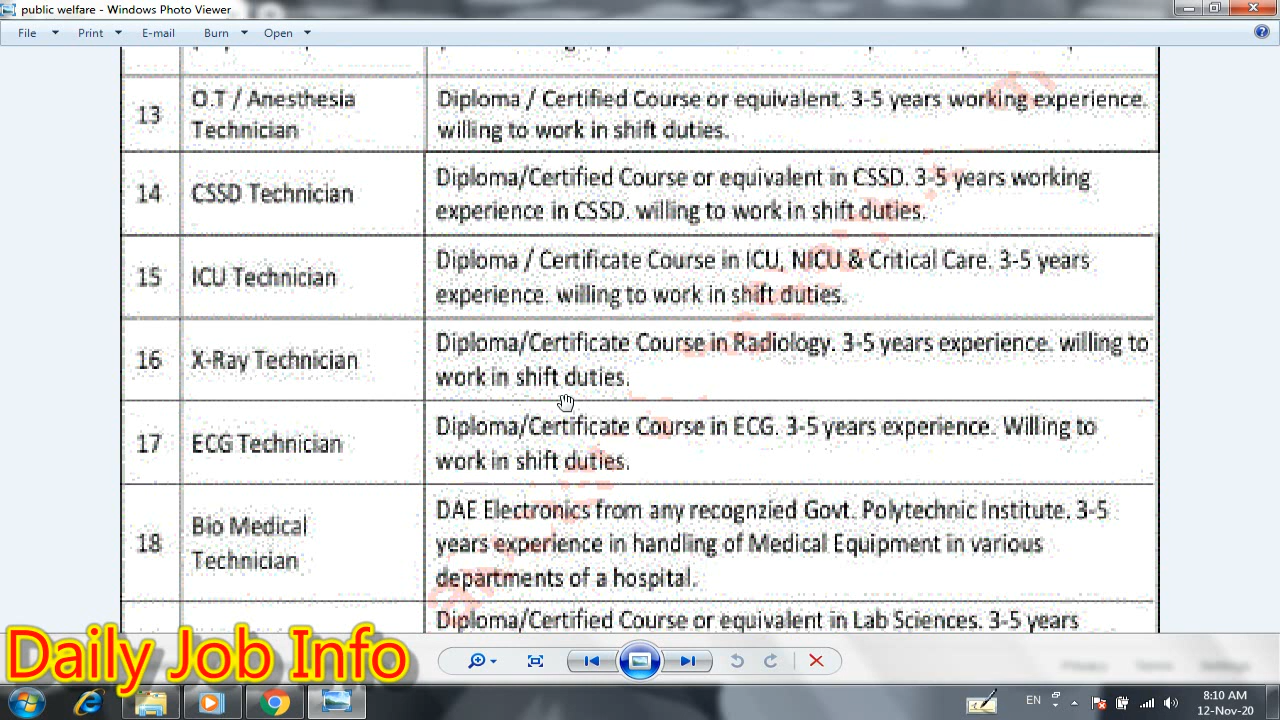 public welfare - Windows Photo Viewer
File Print E-mail Burn Open
13
O.T / Anesthesia
Technician
Diploma / Certified Course or equivalent. 3-5 years working experience.
willing to work in shift duties.
14
CSSD Technician
Diploma/Certified Course or equivalent in CSSD. 3-5 years working
experience in CSSD. willing to work in shift duties.
15
ICU Technician
Diploma / Certificate Course in ICU, NICU & Critical Care. 3-5 years
experience. willing to work in shift duties.
16
X-Ray Technician
Diploma/Certificate Course in Radiology. 3-5 years experience. willing to
work in shift duties.
17
ECG Technician
Diploma/Certificate Course in ECG. 3-5 years experience. Willing to
work in shift duties.
18
Bio Medical
Technician
DAE Electronics from any recognzied Govt. Polytechnic Institute. 3-5
years experience in handling of Medical Equipment in various
departments of a hospital.
Diploma/Certified Course or equivalent in Lab Sciences. 3-5 years
Daily Job Info
EN
8:10 AM
12-Nov-20